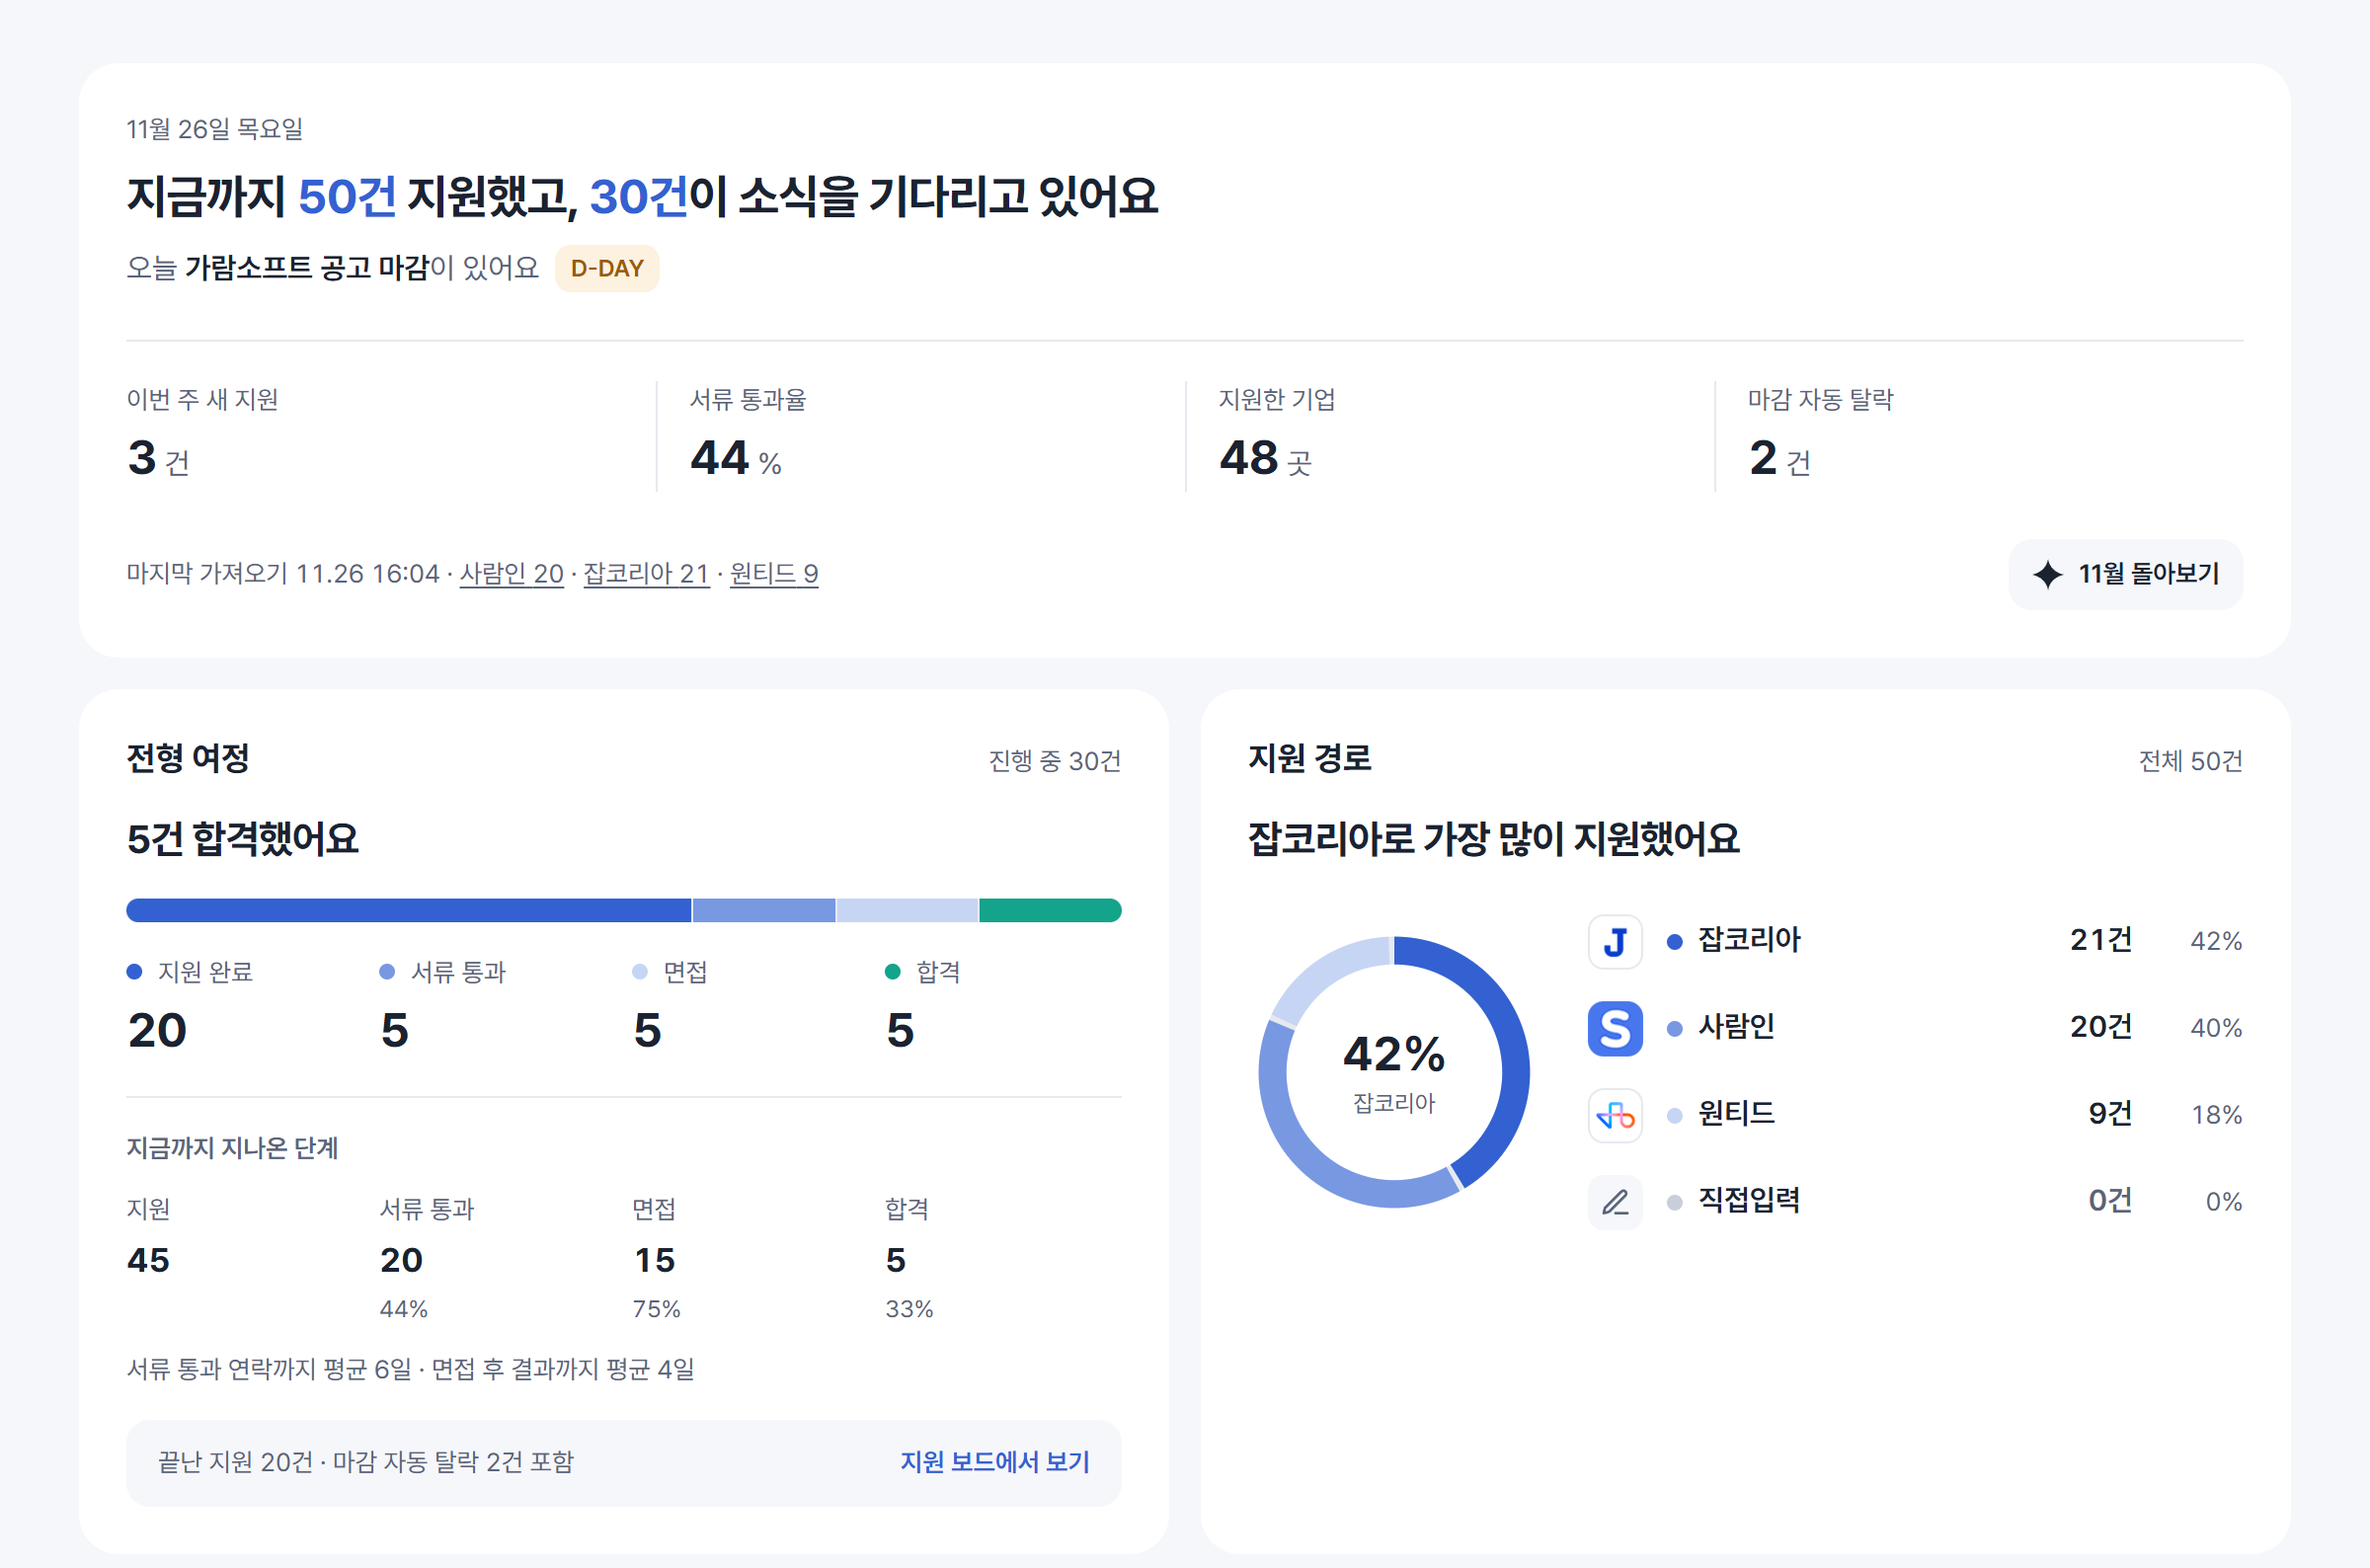 11월 26일 목요일
지금까지 50건 지원했고, 30건이 소식을 기다리고 있어요
오늘 가람소프트 공고 마감이 있어요 D-DAY
이번 주 새 지원 서류 통과율 지원한 기업 마감 자동 탈락
3 건 44 % 48 곳 2 건
마지막 가져오기 11.26 16:04 · 사람인 20 · 잡코리아 21 · 원티드 9
11월 돌아보기
전형 여정 진행 중 30건
5건 합격했어요
지원 완료 서류 통과 면접 합격
20 5 5 5
지금까지 지나온 단계
지원 서류 통과 면접 합격
45 20 15 5
44% 75% 33%
서류 통과 연락까지 평균 6일 · 면접 후 결과까지 평균 4일
끝난 지원 20건 · 마감 자동 탈락 2건 포함 지원 보드에서 보기
지원 경로 전체 50건
잡코리아로 가장 많이 지원했어요
42%
잡코리아
J 잡코리아 21건 42%
S 사람인 20건 40%
원티드 9건 18%
직접입력 0건 0%